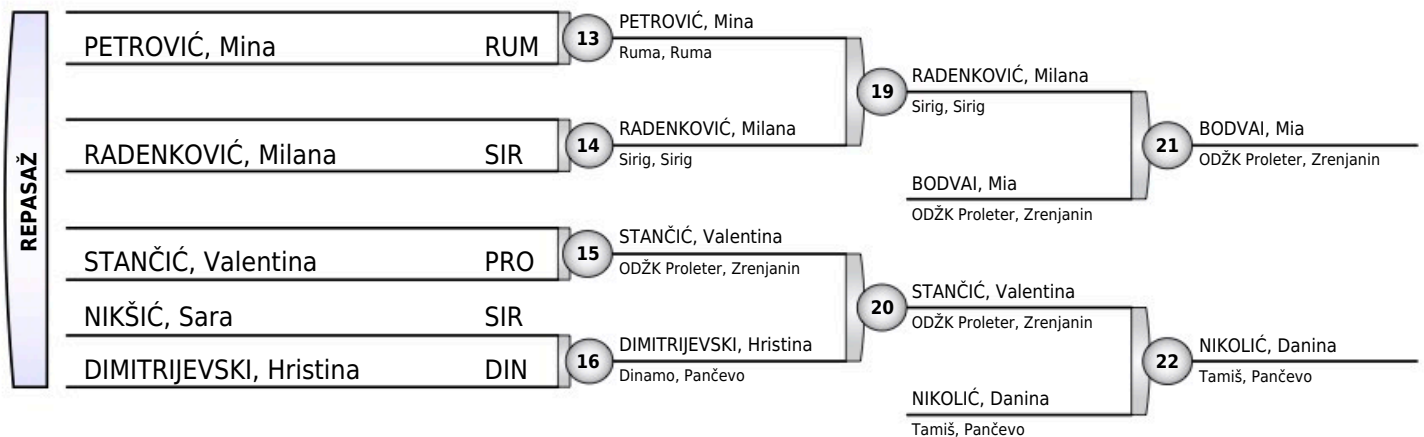 REPASAŽ
PETROVIĆ, Mina RUM
RADENKOVIĆ, Milana SIR
STANČIĆ, Valentina PRO
NIKŠIĆ, Sara SIR
DIMITRIJEVSKI, Hristina DIN
13
PETROVIĆ, Mina
Ruma, Ruma
14
RADENKOVIĆ, Milana
Sirig, Sirig
15
STANČIĆ, Valentina
ODŽK Proleter, Zrenjanin
16
DIMITRIJEVSKI, Hristina
Dinamo, Pančevo
19
RADENKOVIĆ, Milana
Sirig, Sirig
BODVAI, Mia
ODŽK Proleter, Zrenjanin
20
STANČIĆ, Valentina
ODŽK Proleter, Zrenjanin
NIKOLIĆ, Danina
Tamiš, Pančevo
21
BODVAI, Mia
ODŽK Proleter, Zrenjanin
22
NIKOLIĆ, Danina
Tamiš, Pančevo